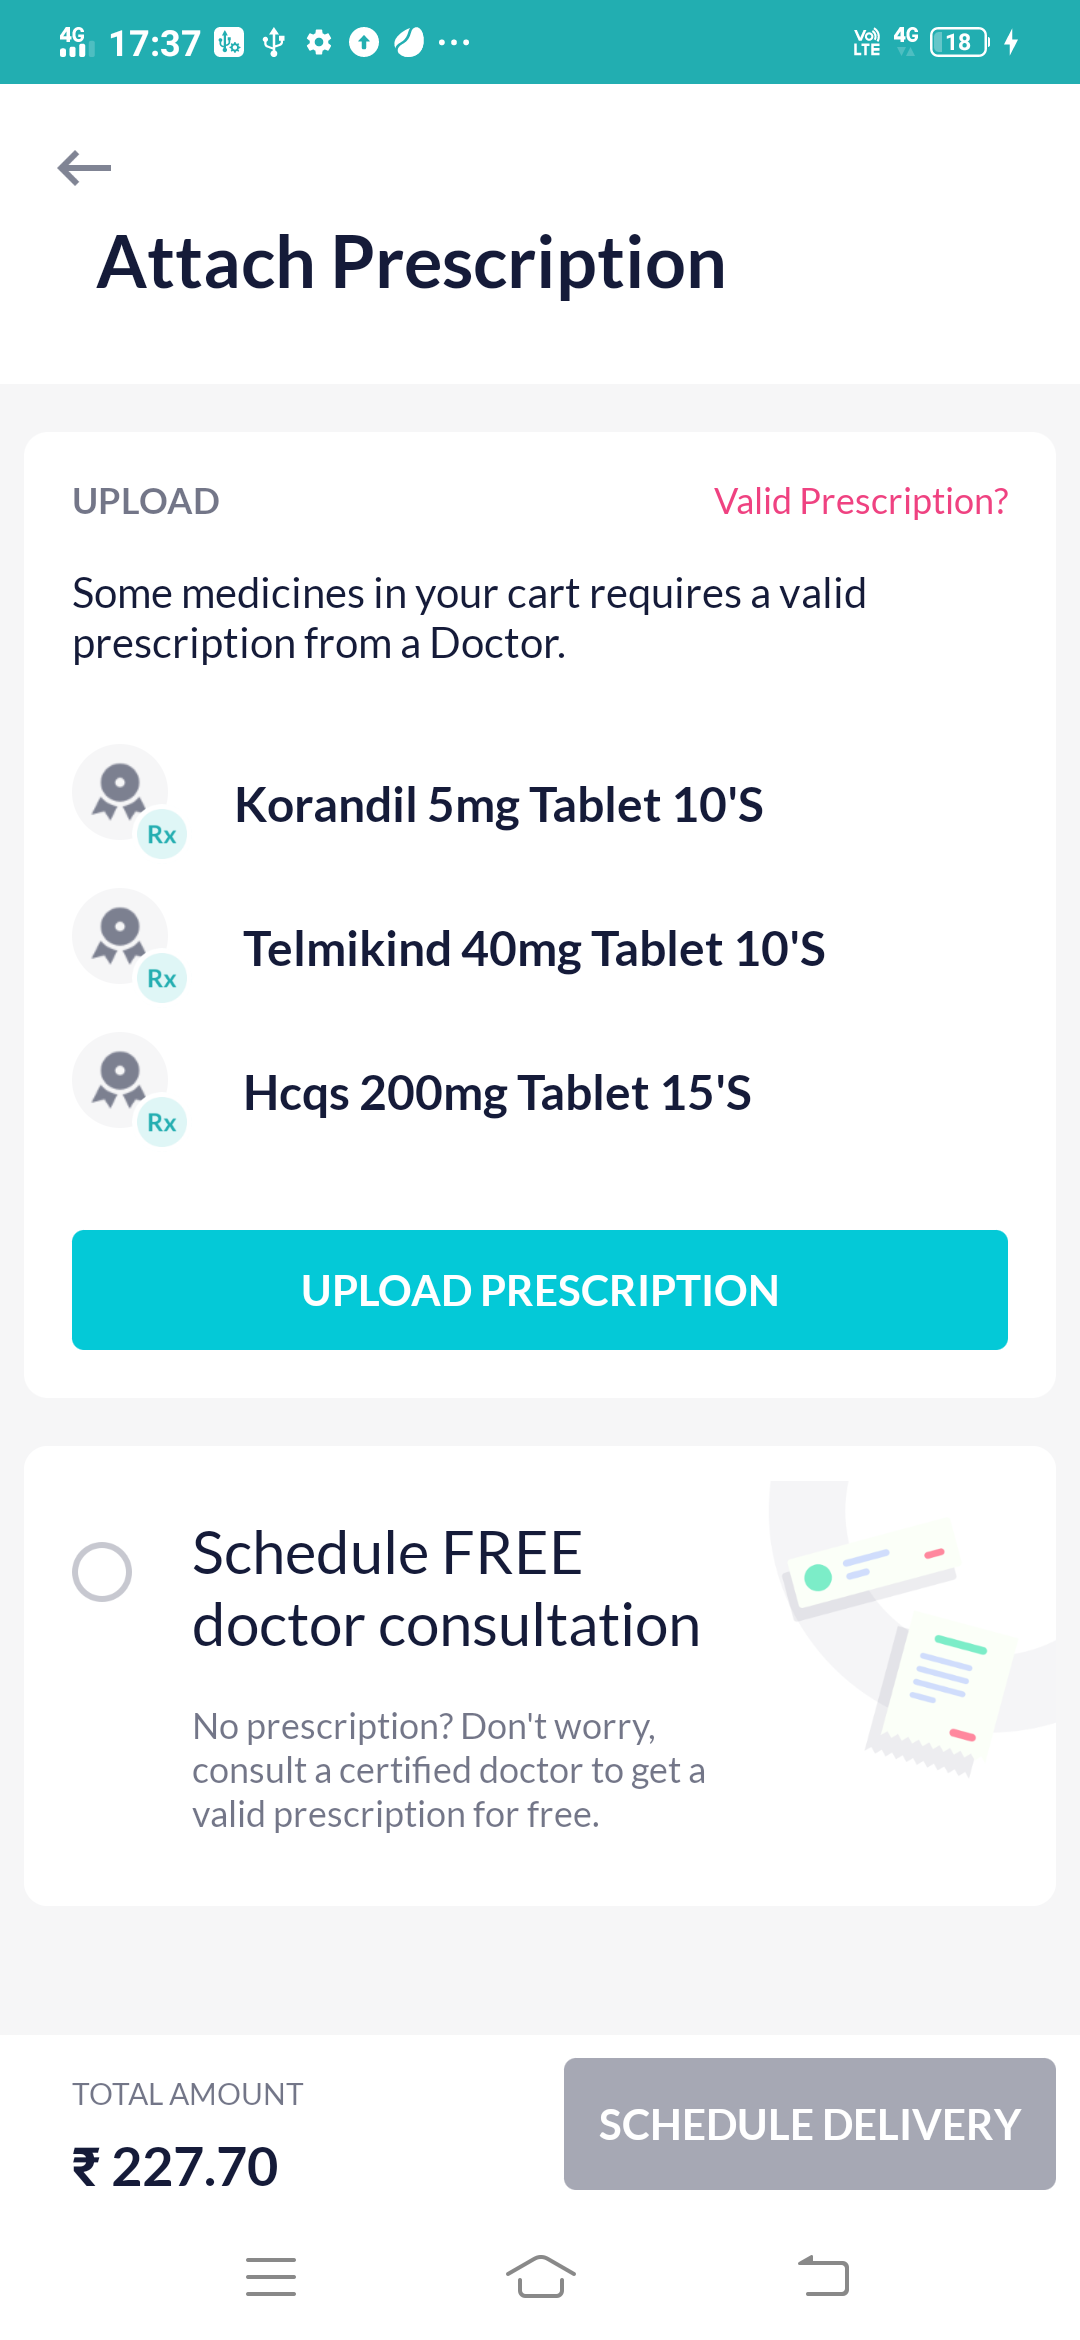 4G 17:37 VoLTE 4G 18
Attach Prescription
UPLOAD Valid Prescription?
Some medicines in your cart requires a valid
prescription from a Doctor.
Korandil 5mg Tablet 10'S
Rx
Telmikind 40mg Tablet 10'S
Rx
Hcqs 200mg Tablet 15'S
Rx
UPLOAD PRESCRIPTION
Schedule FREE
doctor consultation
No prescription? Don't worry,
consult a certified doctor to get a
valid prescription for free.
TOTAL AMOUNT
₹ 227.70
SCHEDULE DELIVERY